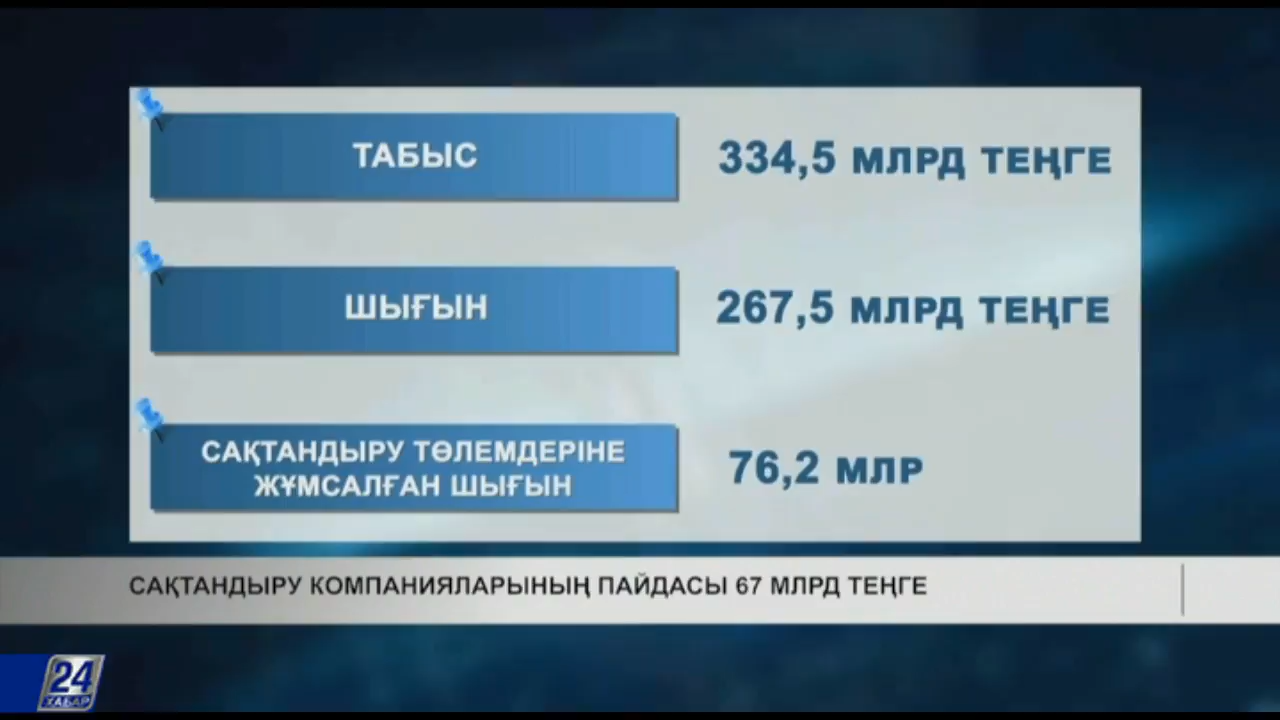 ТАБЫС
334,5 МЛРД ТЕҢГЕ
ШЫҒЫН
267,5 МЛРД ТЕҢГЕ
САҚТАНДЫРУ ТӨЛЕМДЕРІНЕ
ЖҰМСАЛҒАН ШЫҒЫН
76,2 МЛР
САҚТАНДЫРУ КОМПАНИЯЛАРЫНЫҢ ПАЙДАСЫ 67 МЛРД ТЕҢГЕ
24
ХАБАР